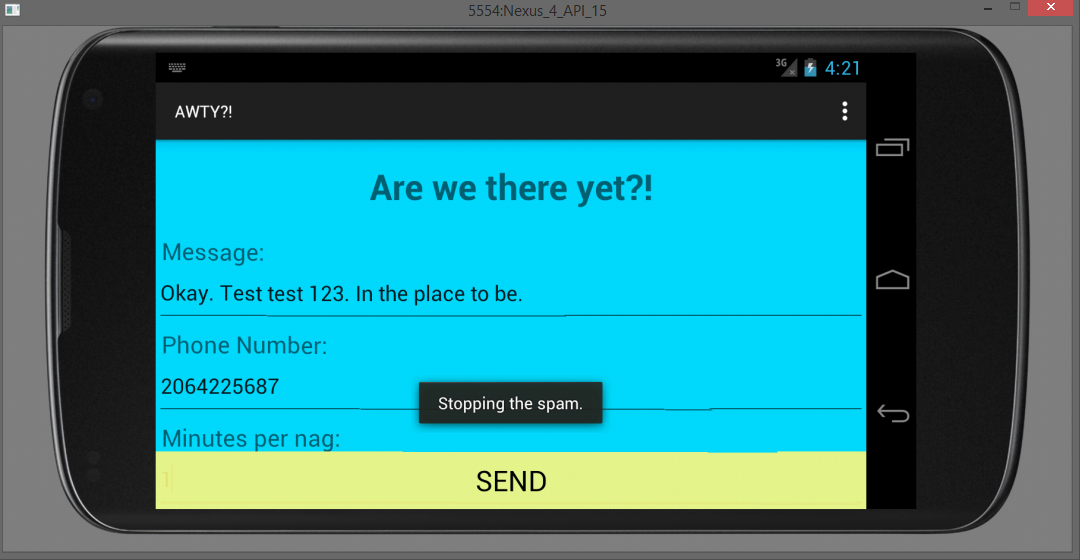 5554:Nexus_4_API_15
3G
4:21
AWTY?!
Are we there yet?!
Message:
Okay. Test test 123. In the place to be.
Phone Number:
2064225687
Stopping the spam.
Minutes per nag:
1
SEND